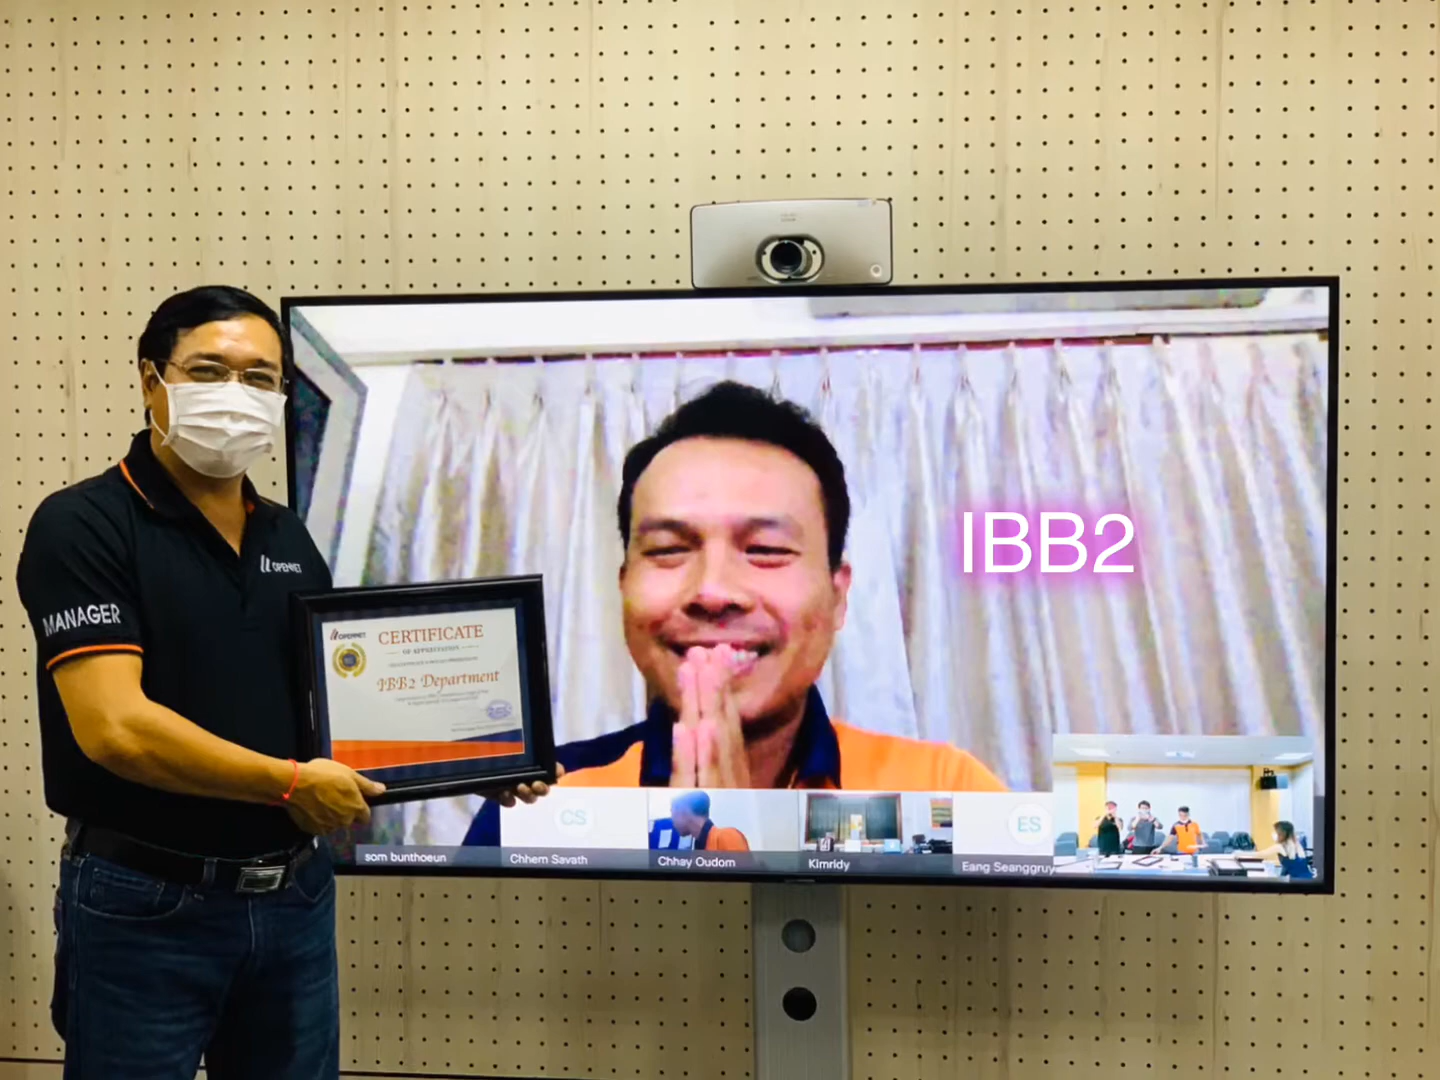 IBB2
OPENNET
MANAGER
OPENNET
CERTIFICATE
OF APPRECIATION
IBB2 Department
som bunthoeun
CS
Chhem Savath
Chhay Oudom
Kimridy
ES
Eang Seanggruy